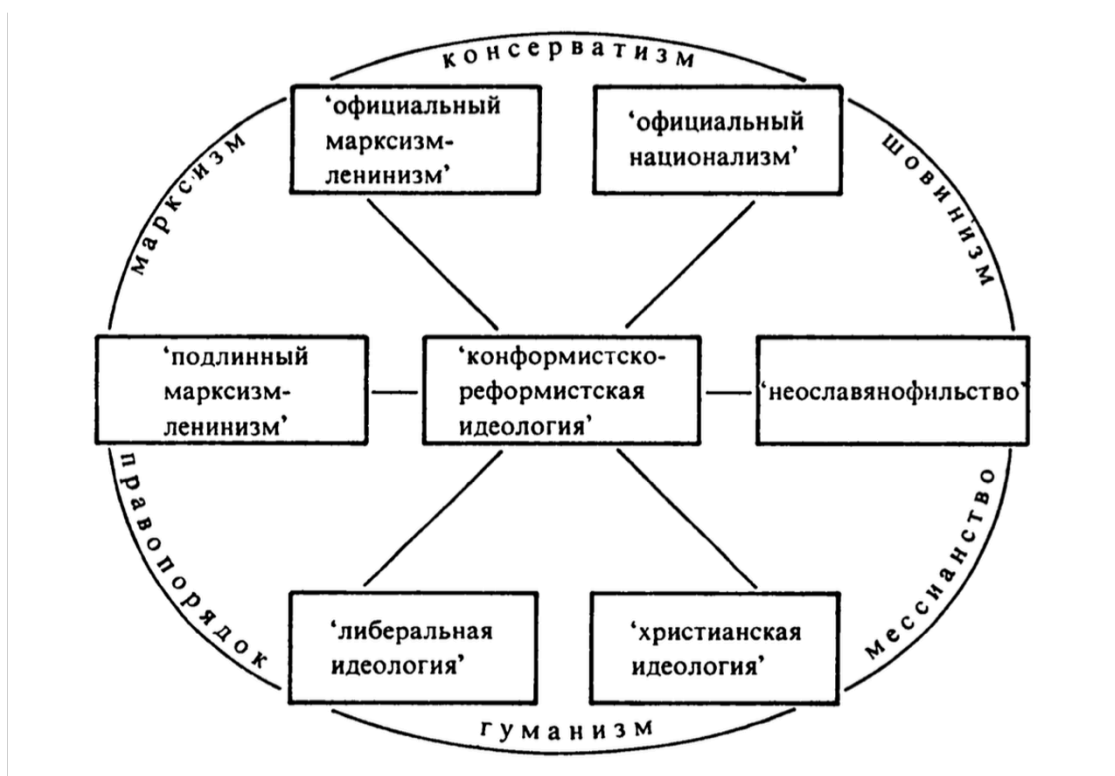 консерватизм
‘официальный
марксизм-
ленинизм’
‘официальный
национализм’
марксизм
шовинизм
‘подлинный
марксизм-
ленинизм’
‘конформистско-
реформистская
идеология’
‘неославянофильство’
правопорядок
мессианство
‘либеральная
идеология’
‘христианская
идеология’
гуманизм